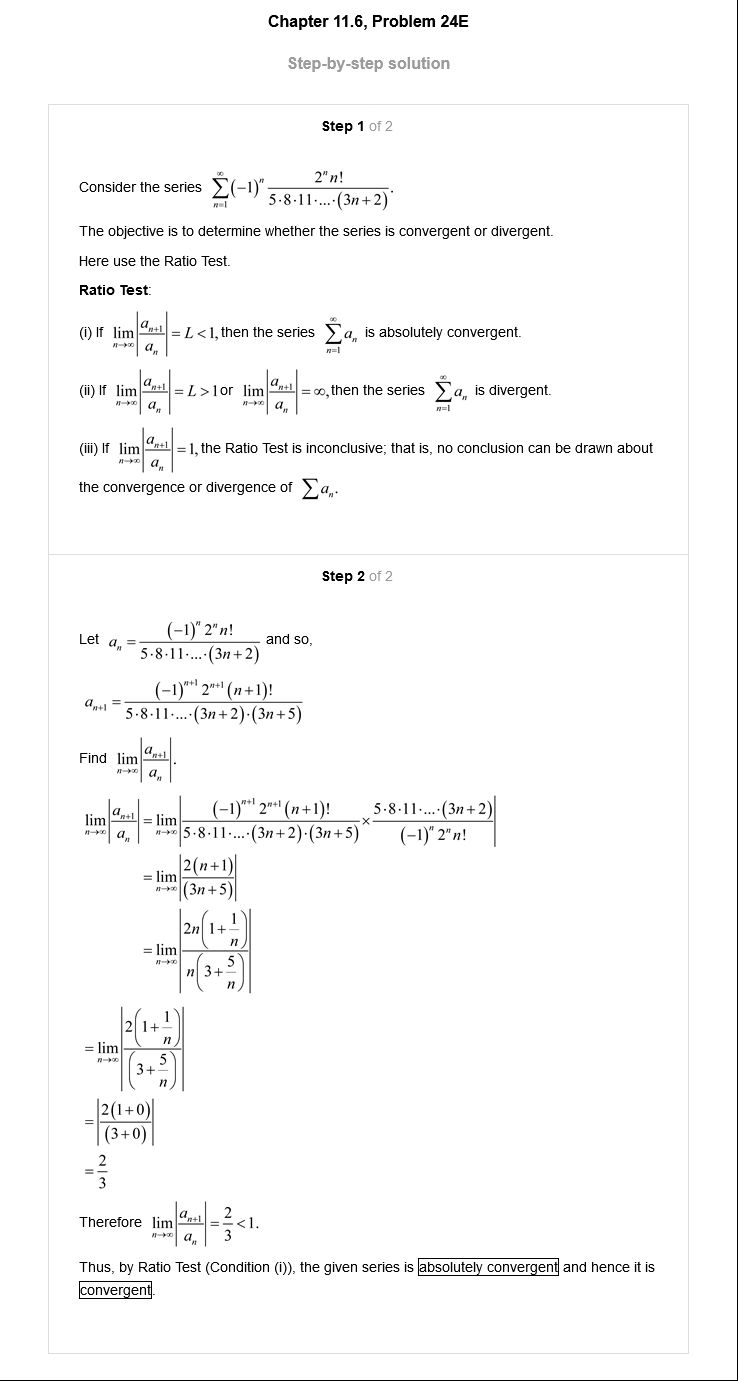 Chapter 11.6, Problem 24E
Step-by-step solution
Step 1 of 2
Consider the series $\sum_{n=1}^{\infty}(-1)^n \frac{2^n n!}{5 \cdot 8 \cdot 11 \cdot \ldots \cdot (3n+2)}$.
The objective is to determine whether the series is convergent or divergent.
Here use the Ratio Test.
Ratio Test:
(i) If $\lim_{n \to \infty}\left|\frac{a_{n+1}}{a_n}\right| = L < 1$, then the series $\sum_{n=1}^{\infty} a_n$ is absolutely convergent.
(ii) If $\lim_{n \to \infty}\left|\frac{a_{n+1}}{a_n}\right| = L > 1$ or $\lim_{n \to \infty}\left|\frac{a_{n+1}}{a_n}\right| = \infty$, then the series $\sum_{n=1}^{\infty} a_n$ is divergent.
(iii) If $\lim_{n \to \infty}\left|\frac{a_{n+1}}{a_n}\right| = 1$, the Ratio Test is inconclusive; that is, no conclusion can be drawn about
the convergence or divergence of $\sum a_n$.
Step 2 of 2
Let $a_n = \frac{(-1)^n 2^n n!}{5 \cdot 8 \cdot 11 \cdot \ldots \cdot (3n+2)}$ and so,
$a_{n+1} = \frac{(-1)^{n+1} 2^{n+1} (n+1)!}{5 \cdot 8 \cdot 11 \cdot \ldots \cdot (3n+2) \cdot (3n+5)}$
Find $\lim_{n \to \infty}\left|\frac{a_{n+1}}{a_n}\right|$.
$\lim_{n \to \infty}\left|\frac{a_{n+1}}{a_n}\right| = \lim_{n \to \infty}\left|\frac{(-1)^{n+1} 2^{n+1} (n+1)!}{5 \cdot 8 \cdot 11 \cdot \ldots \cdot (3n+2) \cdot (3n+5)} \times \frac{5 \cdot 8 \cdot 11 \cdot \ldots \cdot (3n+2)}{(-1)^n 2^n n!}\right|$
$= \lim_{n \to \infty}\left|\frac{2(n+1)}{(3n+5)}\right|$
$= \lim_{n \to \infty}\left|\frac{2n\left(1+\frac{1}{n}\right)}{n\left(3+\frac{5}{n}\right)}\right|$
$= \lim_{n \to \infty}\left|\frac{2\left(1+\frac{1}{n}\right)}{\left(3+\frac{5}{n}\right)}\right|$
$= \left|\frac{2(1+0)}{(3+0)}\right|$
$= \frac{2}{3}$
Therefore $\lim_{n \to \infty}\left|\frac{a_{n+1}}{a_n}\right| = \frac{2}{3} < 1$.
Thus, by Ratio Test (Condition (i)), the given series is absolutely convergent and hence it is
convergent.